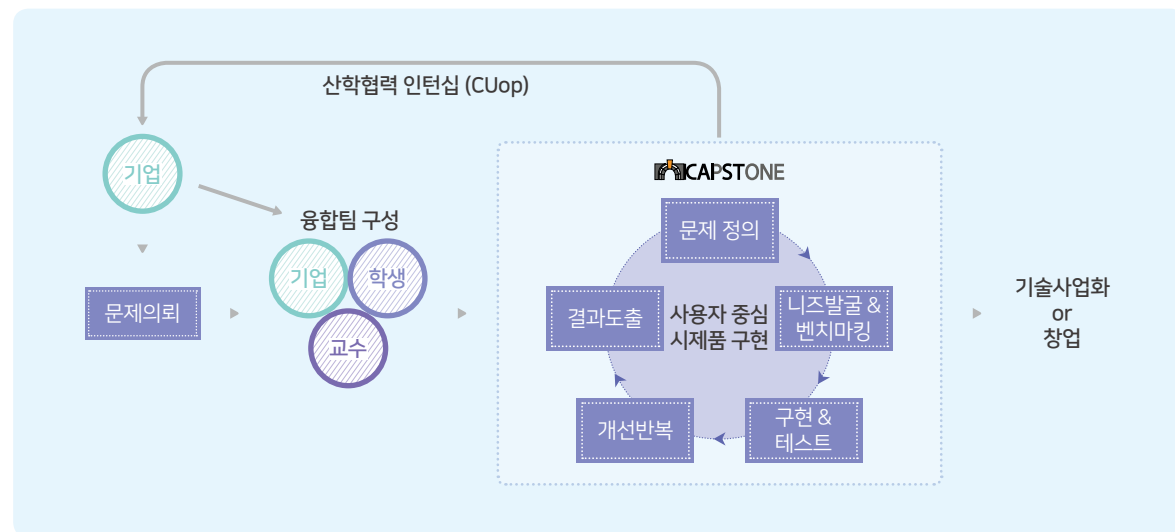 산학협력 인턴십 (CUop)
기업
융합팀 구성
기업
학생
교수
문제의뢰
ICAPSTONE
문제 정의
니즈발굴 &
벤치마킹
구현 &
테스트
개선반복
결과도출
사용자 중심
시제품 구현
기술사업화
or
창업